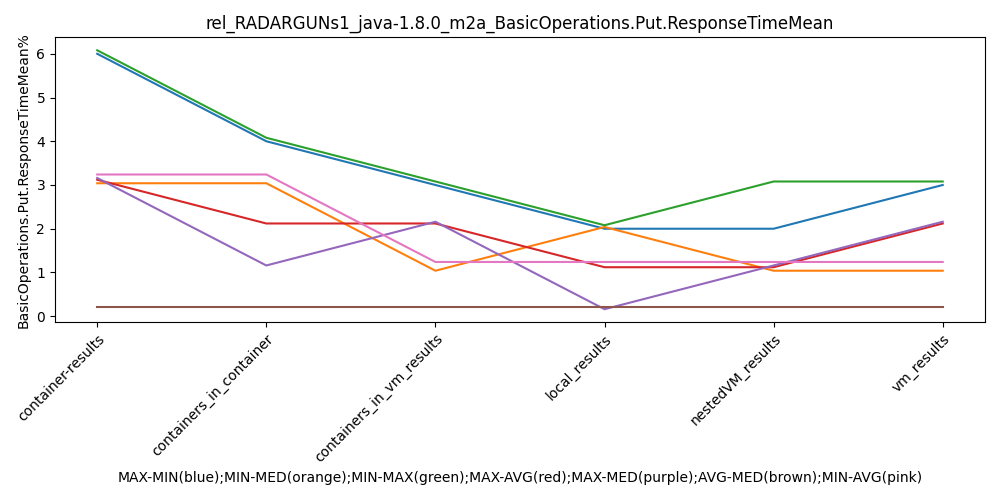 rel_RADARGUNs1_java-1.8.0_m2a_BasicOperations.Put.ResponseTimeMean
BasicOperations.Put.ResponseTimeMean%
6
5
4
3
2
1
0
container-results
containers_in_container
containers_in_vm_results
local_results
nestedVM_results
vm_results
MAX-MIN(blue);MIN-MED(orange);MIN-MAX(green);MAX-AVG(red);MAX-MED(purple);AVG-MED(brown);MIN-AVG(pink)